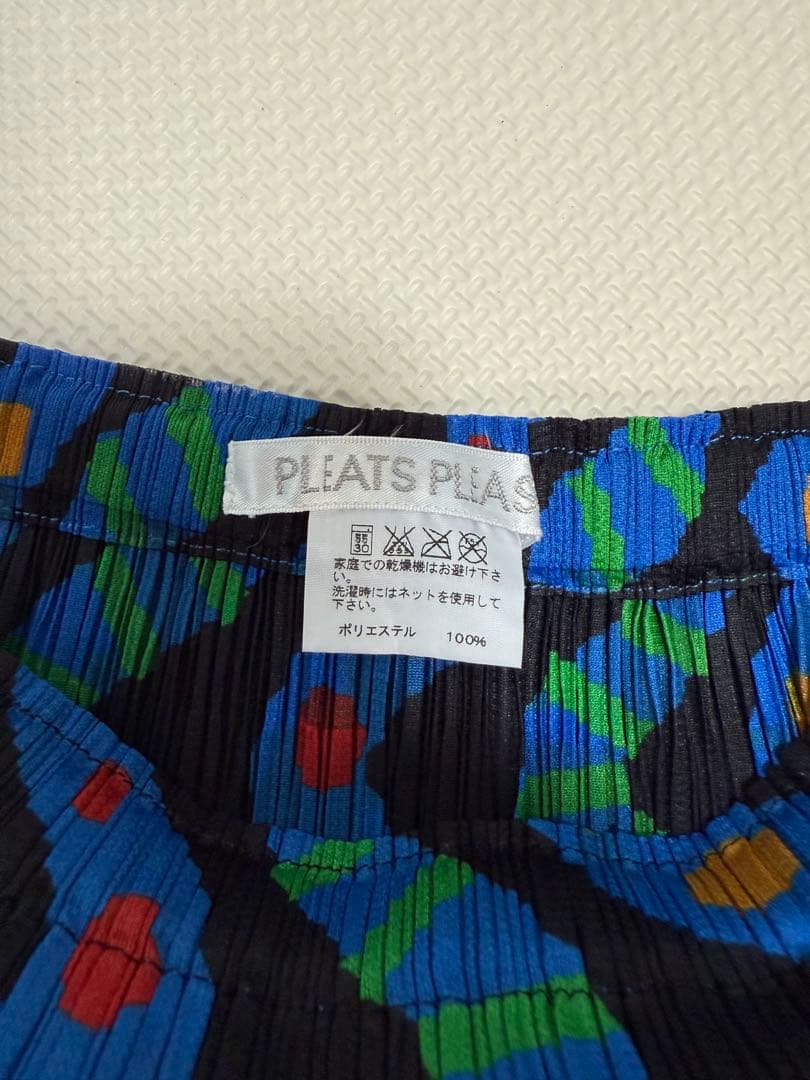 PLEATS PLEAS
30
家庭での乾燥機はお避け下さ
い。
洗濯時にはネットを使用して
下さい。
ポリエステル 100%